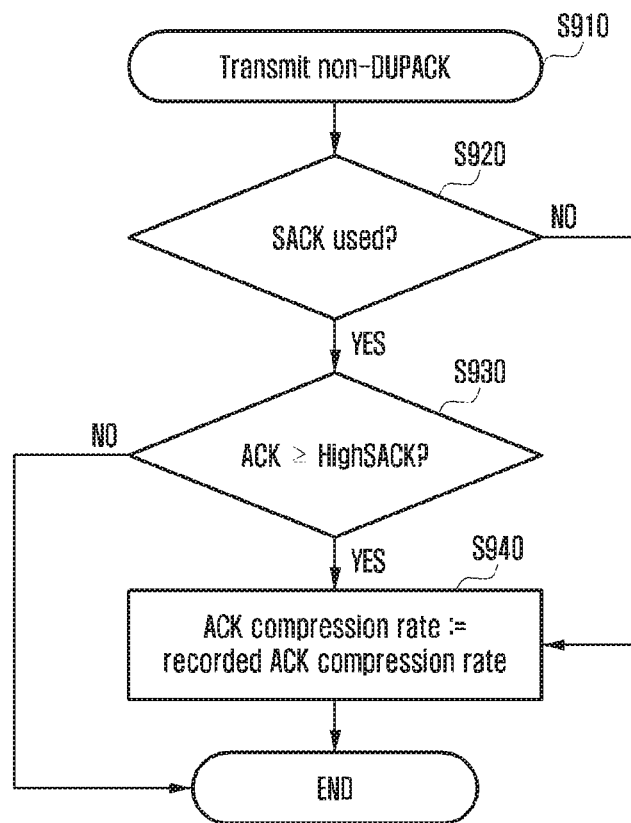 S910
Transmit non-DUPACK
S920
SACK used?
NO
YES
S930
NO
ACK ≥ HighSACK?
YES
S940
ACK compression rate :=
recorded ACK compression rate
END